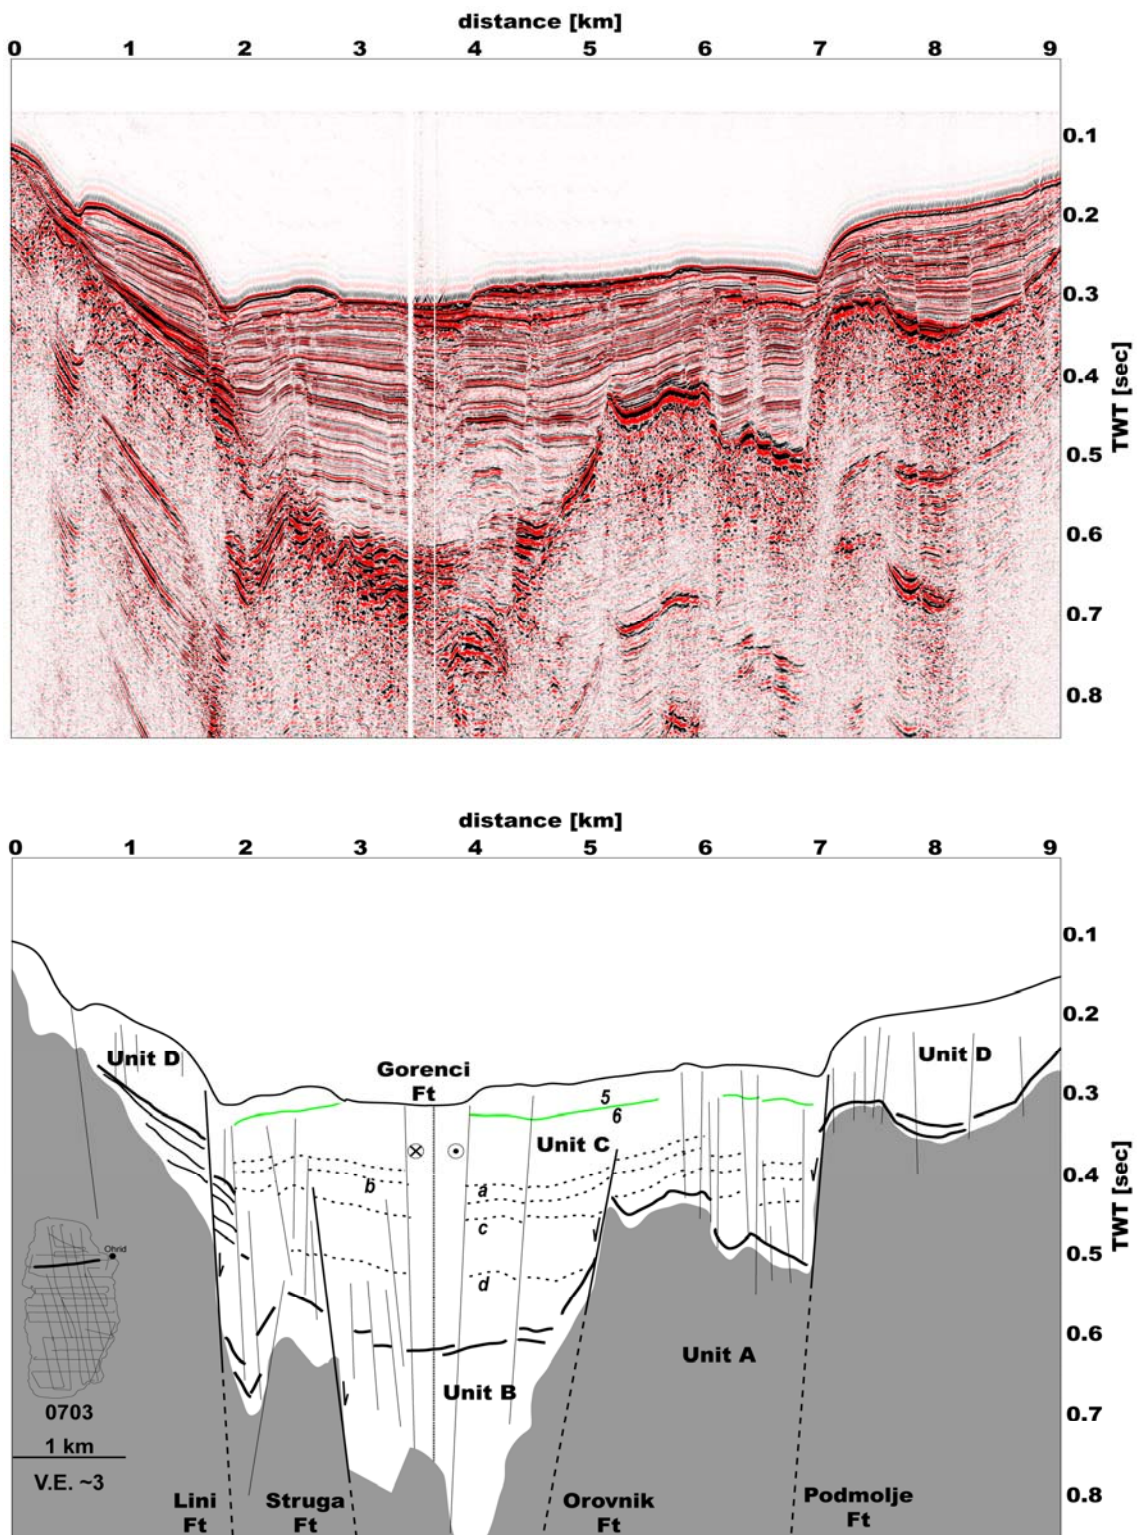 distance [km]
0 1 2 3 4 5 6 7 8 9
0.1
0.2
0.3
0.4
0.5
0.6
0.7
0.8
TWT [sec]
distance [km]
0 1 2 3 4 5 6 7 8 9
0.1
0.2
0.3
0.4
0.5
0.6
0.7
0.8
TWT [sec]
Unit D
Gorenci
Ft
Unit D
5
6
Unit C
b
a
c
d
Ohrid
Unit A
Unit B
0703
1 km
V.E. ~3
Lini
Ft
Struga
Ft
Orovnik
Ft
Podmolje
Ft